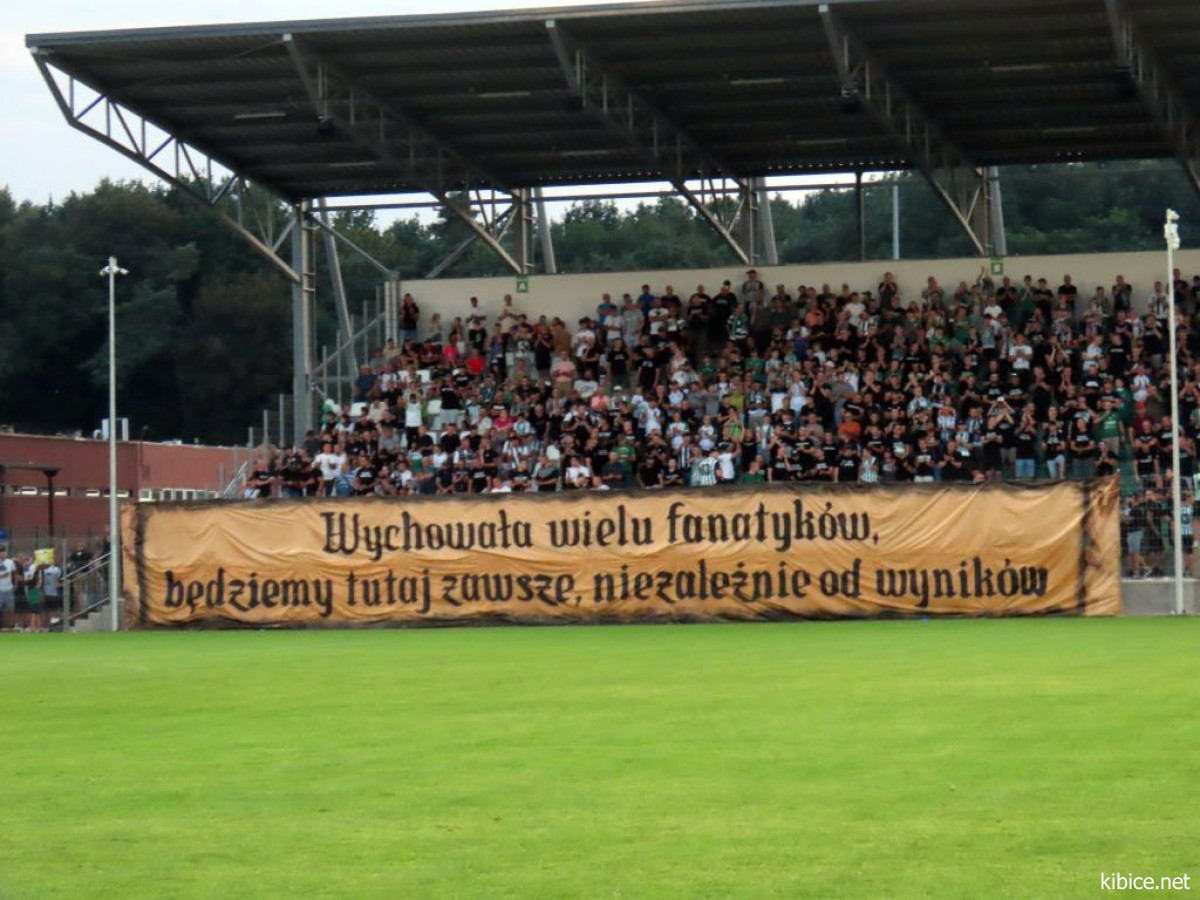 Wychowała wielu fanatyków,
będziemy tutaj zawsze, niezależnie od wyników
kibice.net